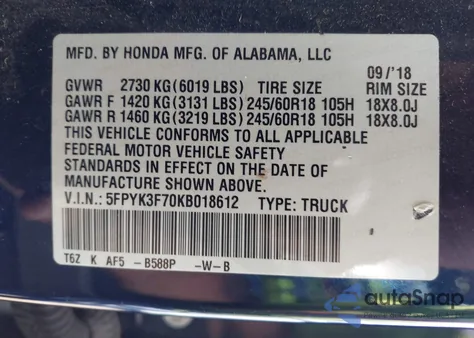 MFD. BY HONDA MFG. OF ALABAMA, LLC
09/'18
GVWR 2730 KG (6019 LBS) TIRE SIZE RIM SIZE
GAWR F 1420 KG (3131 LBS) 245/60R18 105H 18X8.0J
GAWR R 1460 KG (3219 LBS) 245/60R18 105H 18X8.0J
THIS VEHICLE CONFORMS TO ALL APPLICABLE
FEDERAL MOTOR VEHICLE SAFETY
STANDARDS IN EFFECT ON THE DATE OF
MANUFACTURE SHOWN ABOVE.
V.I.N.: 5FPYK3F70KB018612 TYPE: TRUCK
T6Z K AF5 -B588P -W-B
autoSnap